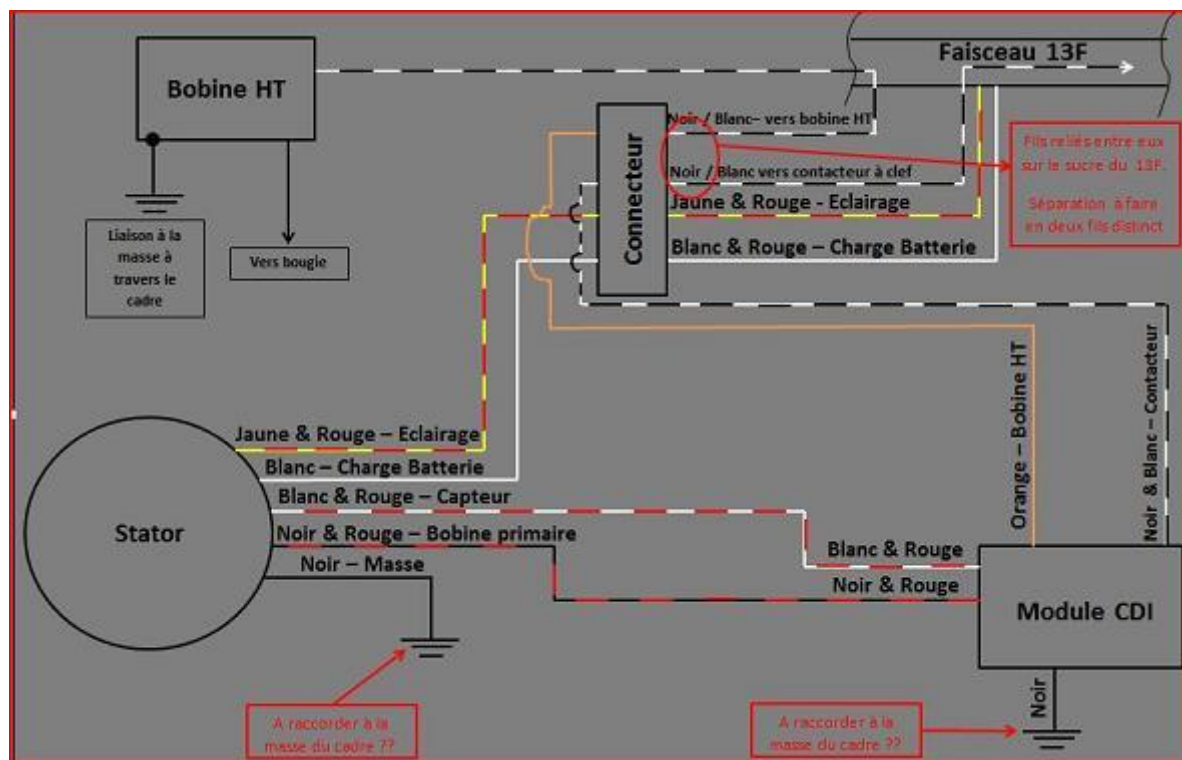 Faisceau 13F
Bobine HT
Noir / Blanc– vers bobine HT
Noir / Blanc vers contacteur à clef
Jaune & Rouge - Eclairage
Blanc & Rouge – Charge Batterie
Connecteur
Fils reliés entre eux
sur le sucre du 13F.
Séparation à faire
en deux fils distinct
Liaison à la
masse à
travers le
cadre
Vers bougie
Orange – Bobine HT
Noir & Blanc – Contacteur
Jaune & Rouge – Eclairage
Blanc – Charge Batterie
Blanc & Rouge – Capteur
Noir & Rouge – Bobine primaire
Noir – Masse
Stator
Blanc & Rouge
Noir & Rouge
Module CDI
Noir
A raccorder à la
masse du cadre ??
A raccorder à la
masse du cadre ??